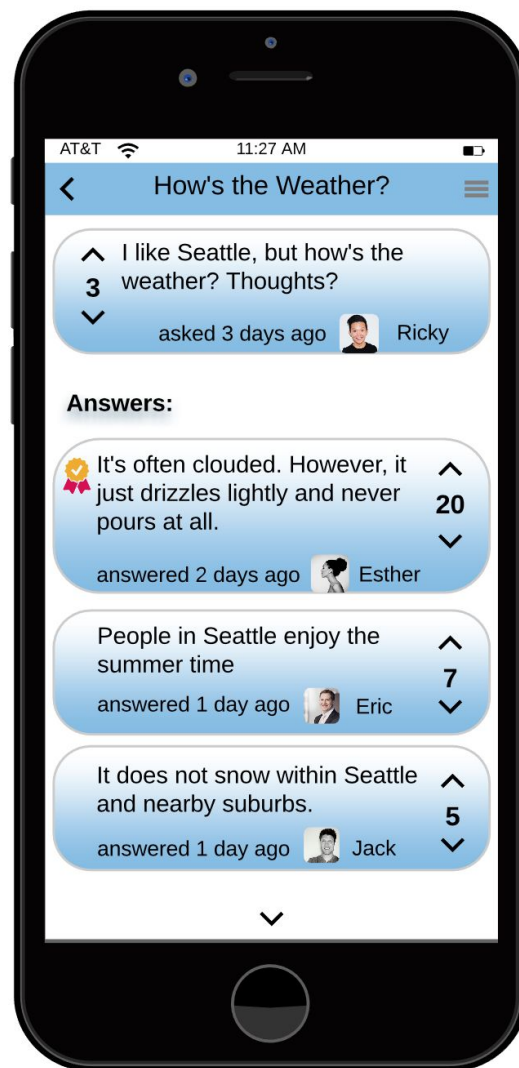 AT&T 11:27 AM
How's the Weather?
I like Seattle, but how's the
3
weather? Thoughts?
asked 3 days ago Ricky
Answers:
It's often clouded. However, it
just drizzles lightly and never
20
pours at all.
answered 2 days ago Esther
People in Seattle enjoy the
summer time
7
answered 1 day ago Eric
It does not snow within Seattle
and nearby suburbs.
5
answered 1 day ago Jack